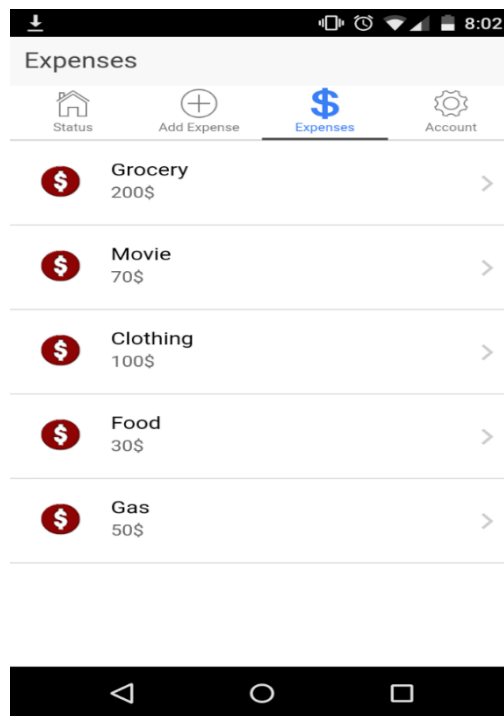 8:02
Expenses
Status
Add Expense
$
Expenses
Account
$
Grocery
200$
$
Movie
70$
$
Clothing
100$
$
Food
30$
$
Gas
50$